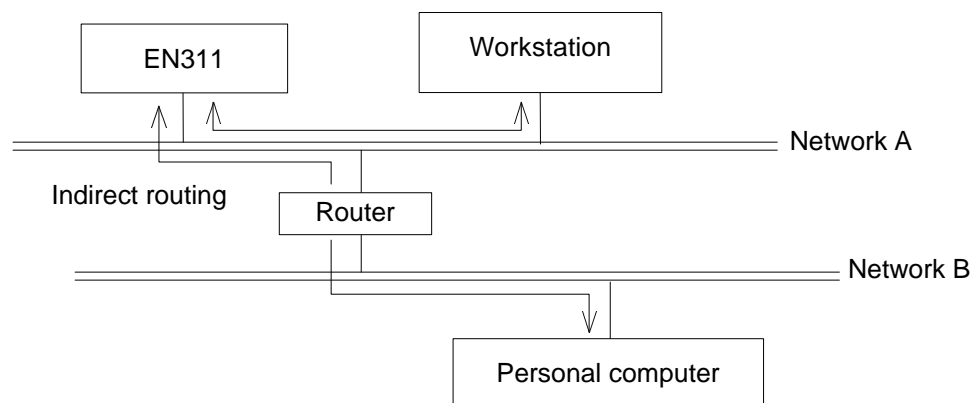 EN311
Workstation
Network A
Indirect routing
Router
Network B
Personal computer